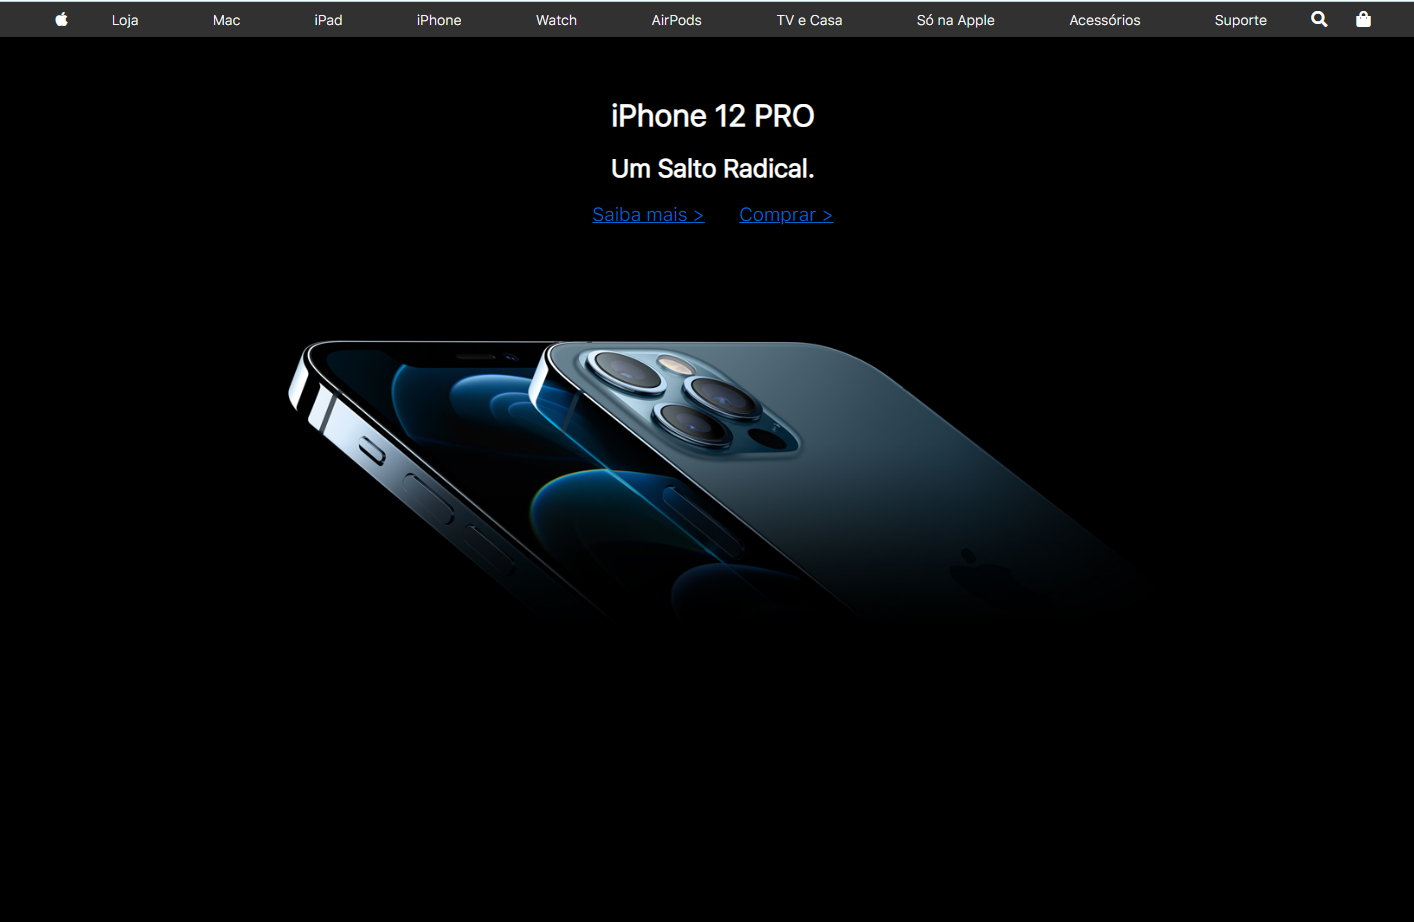 Loja Mac iPad iPhone Watch AirPods TV e Casa Só na Apple Acessórios Suporte
iPhone 12 PRO
Um Salto Radical.
Saiba mais > Comprar >